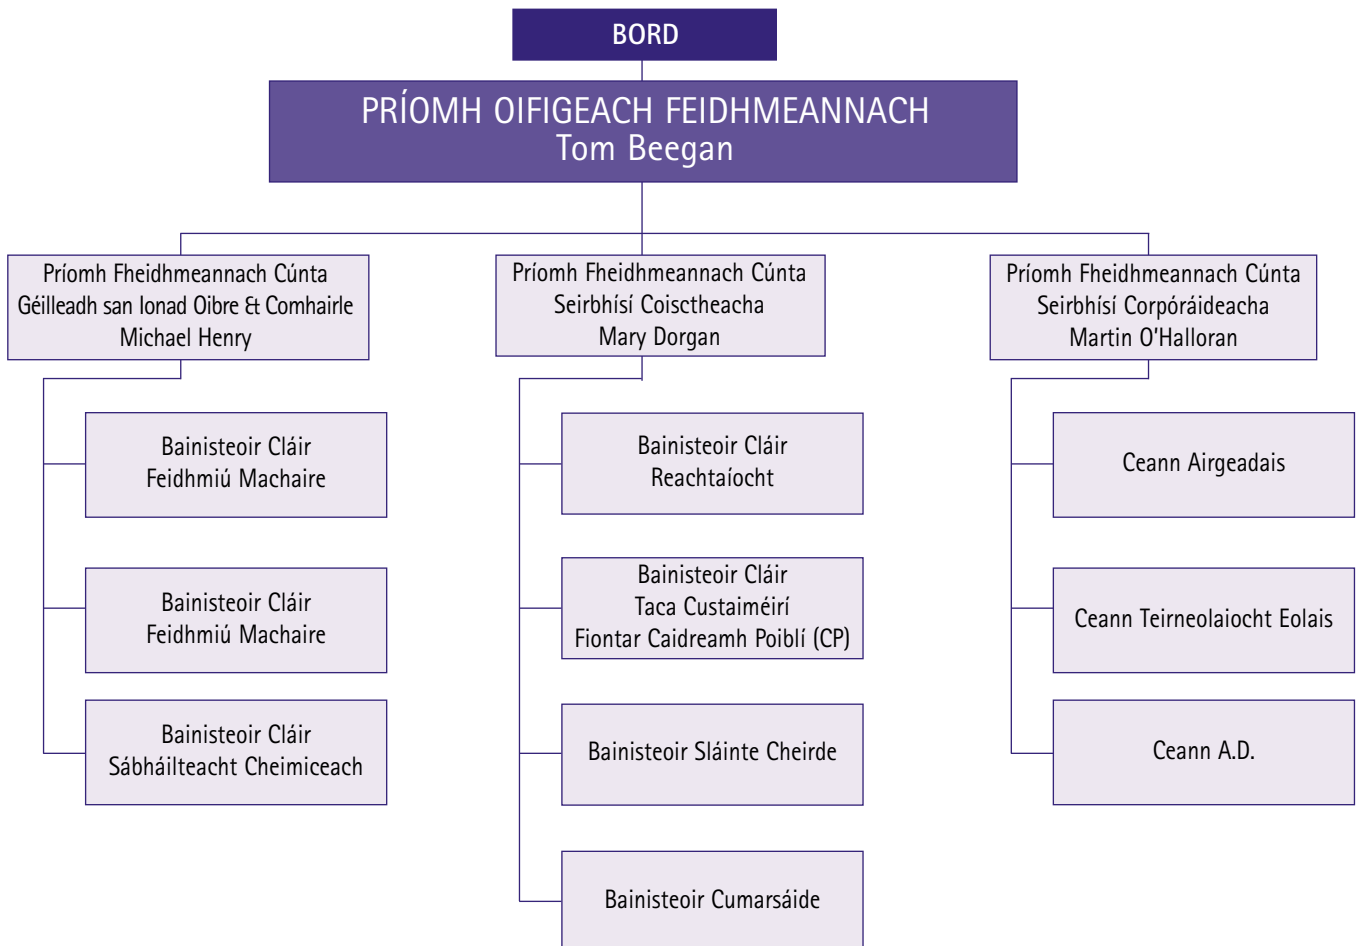 BORD
PRÍOMH OIFIGEACH FEIDHMEANNACH
Tom Beegan
Príomh Fheidhmeannach Cúnta
Géilleadh san Ionad Oibre & Comhairle
Michael Henry
Bainisteoir Cláir
Feidhmiú Machaire
Bainisteoir Cláir
Feidhmiú Machaire
Bainisteoir Cláir
Sábháilteacht Cheimiceach
Príomh Fheidhmeannach Cúnta
Seirbhísí Coisctheacha
Mary Dorgan
Bainisteoir Cláir
Reachtaíocht
Bainisteoir Cláir
Taca Custaiméirí
Fiontar Caidreamh Poiblí (CP)
Bainisteoir Sláinte Cheirde
Bainisteoir Cumarsáide
Príomh Fheidhmeannach Cúnta
Seirbhísí Corpóráideacha
Martin O'Halloran
Ceann Airgeadais
Ceann Teirneolaiocht Eolais
Ceann A.D.